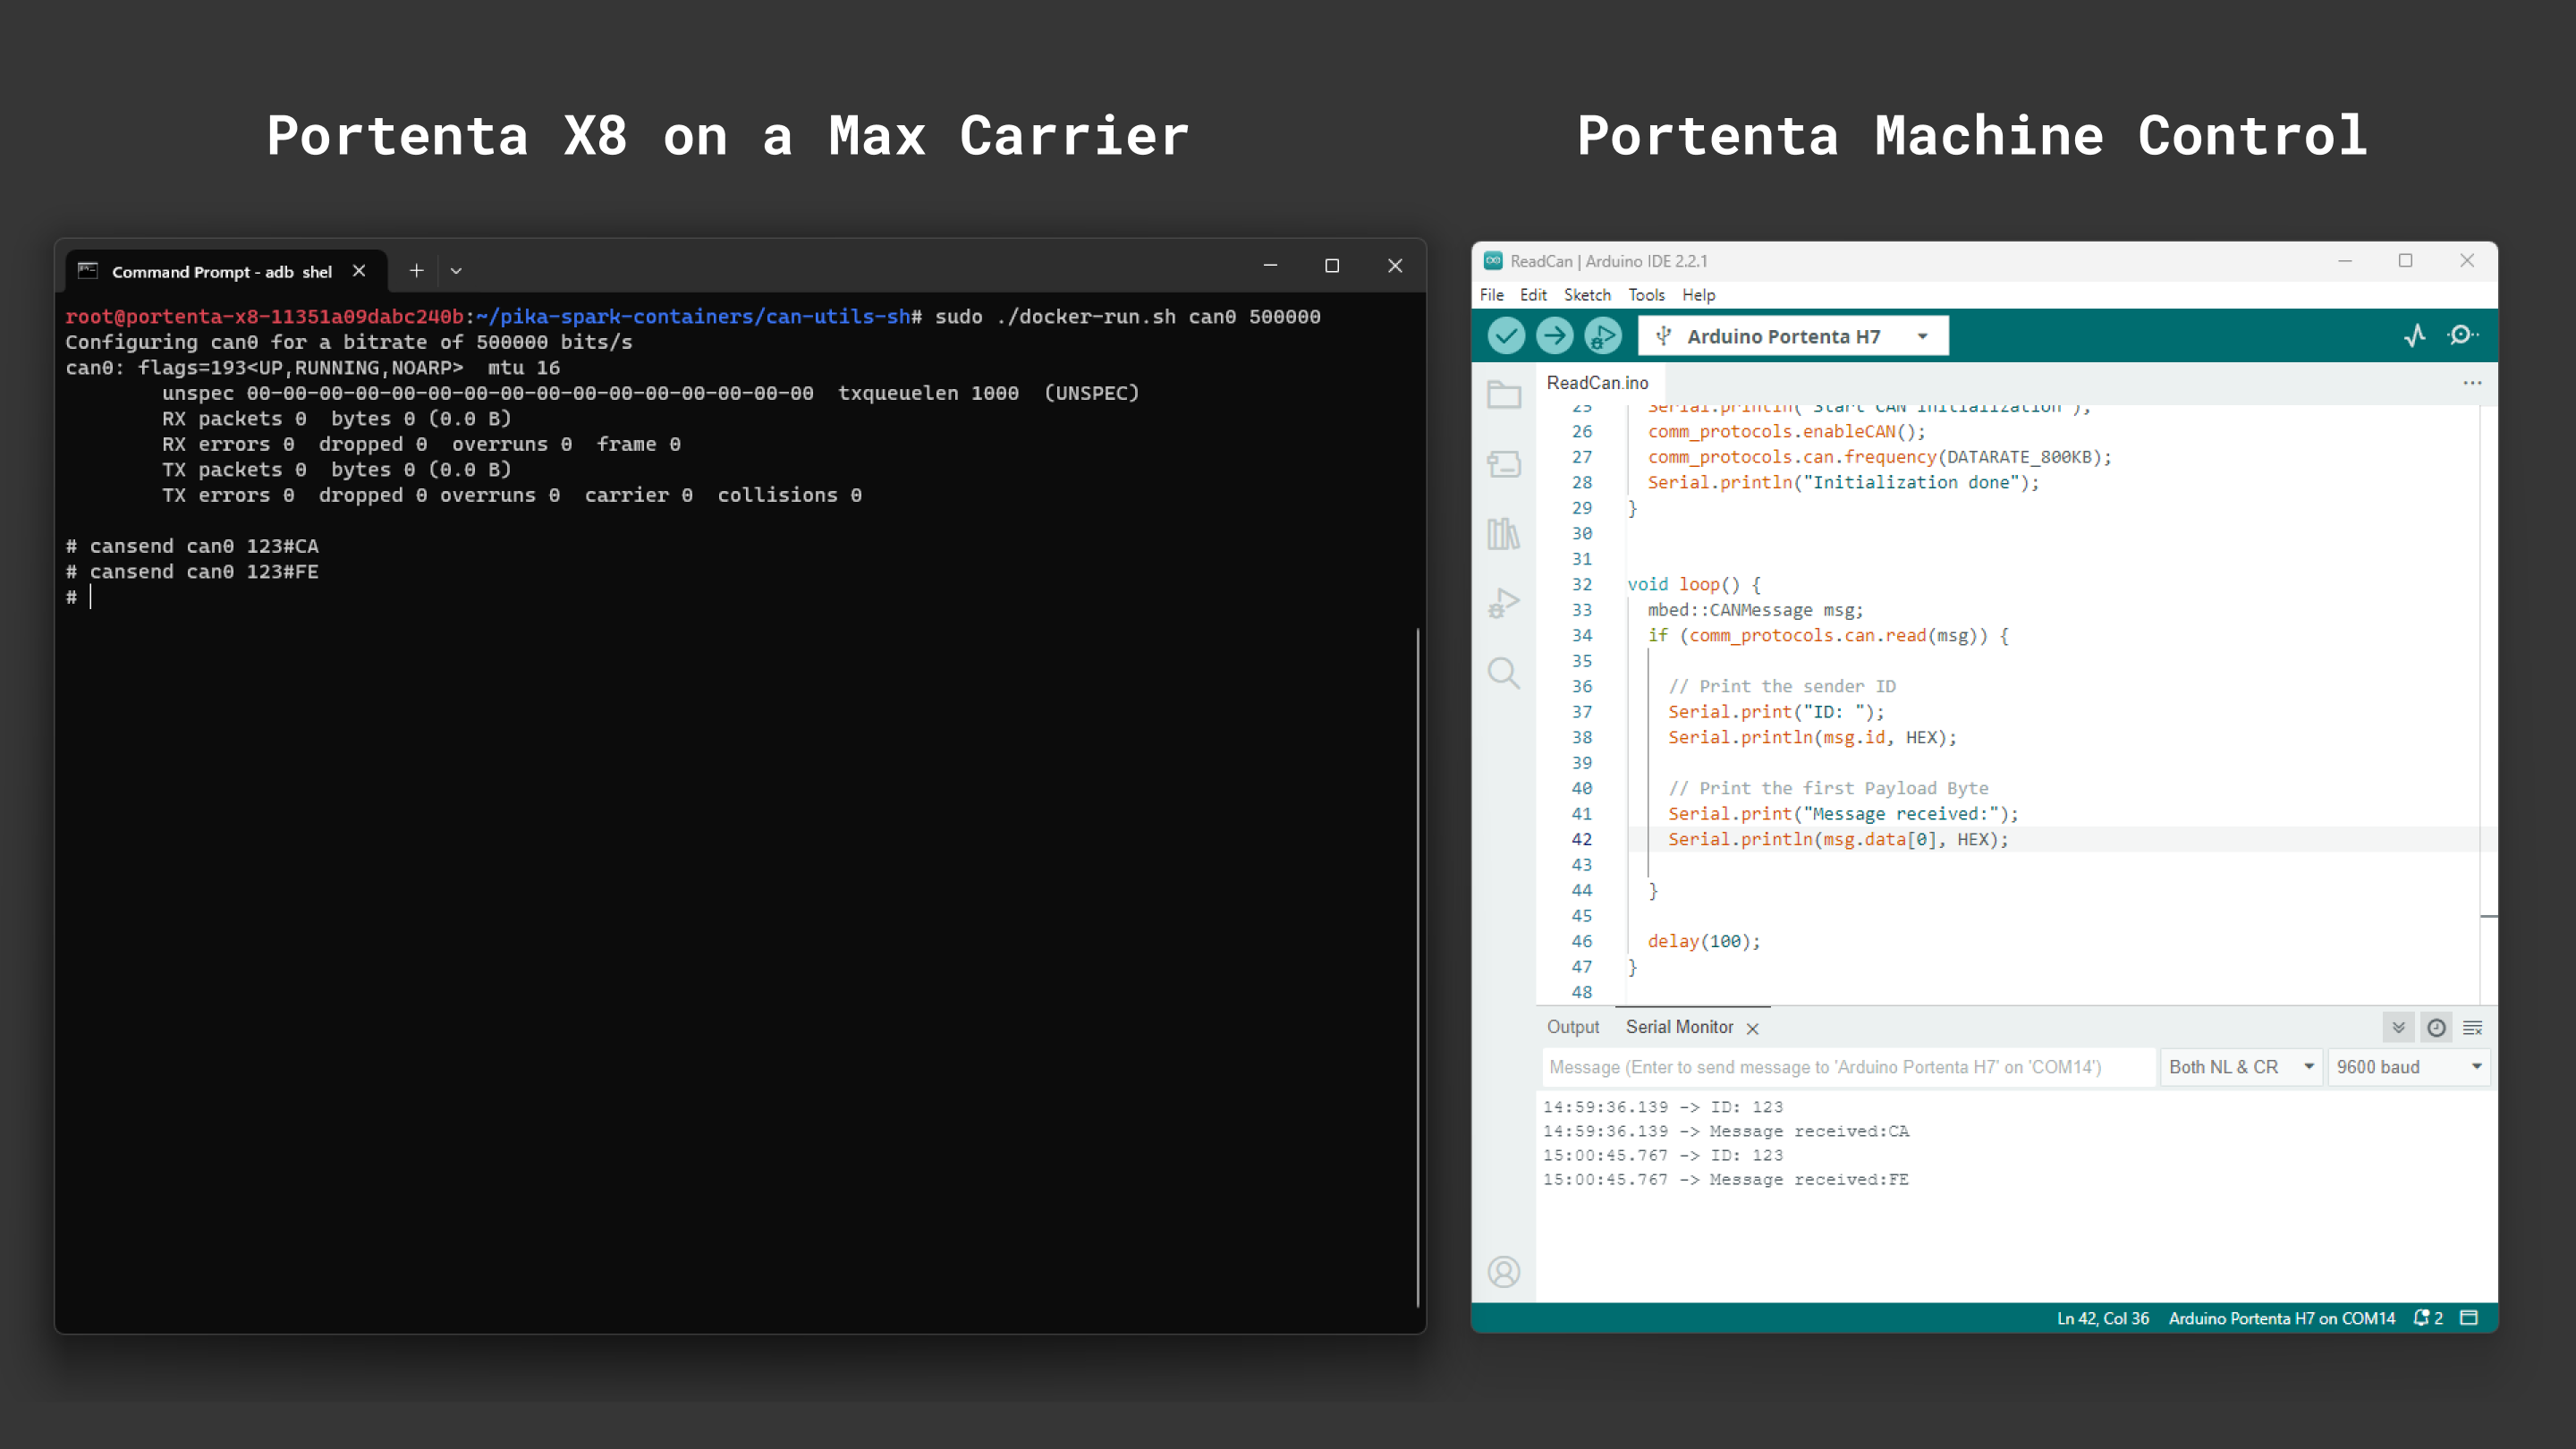 Portenta X8 on a Max Carrier
Command Prompt - adb  shel
root@portenta-x8-11351a09dabc240b:~/pika-spark-containers/can-utils-sh# sudo ./docker-run.sh can0 500000
Configuring can0 for a bitrate of 500000 bits/s
can0: flags=193<UP,RUNNING,NOARP>  mtu 16
        unspec 00-00-00-00-00-00-00-00-00-00-00-00-00-00-00-00  txqueuelen 1000  (UNSPEC)
        RX packets 0  bytes 0 (0.0 B)
        RX errors 0  dropped 0  overruns 0  frame 0
        TX packets 0  bytes 0 (0.0 B)
        TX errors 0  dropped 0 overruns 0  carrier 0  collisions 0
# cansend can0 123#CA
# cansend can0 123#FE
#
Portenta Machine Control
ReadCan | Arduino IDE 2.2.1
File Edit Sketch Tools Help
Arduino Portenta H7
ReadCan.ino
25 Serial.println("Start CAN initialization");
26 comm_protocols.enableCAN();
27 comm_protocols.can.frequency(DATARATE_800KB);
28 Serial.println("Initialization done");
29 }
30
31
32 void loop() {
33 mbed::CANMessage msg;
34 if (comm_protocols.can.read(msg)) {
35
36 // Print the sender ID
37 Serial.print("ID: ");
38 Serial.println(msg.id, HEX);
39
40 // Print the first Payload Byte
41 Serial.print("Message received:");
42 Serial.println(msg.data[0], HEX);
43
44 }
45
46 delay(100);
47 }
48
Output Serial Monitor
Message (Enter to send message to 'Arduino Portenta H7' on 'COM14') Both NL & CR 9600 baud
14:59:36.139 -> ID: 123
14:59:36.139 -> Message received:CA
15:00:45.767 -> ID: 123
15:00:45.767 -> Message received:FE
Ln 42, Col 36 Arduino Portenta H7 on COM14 2